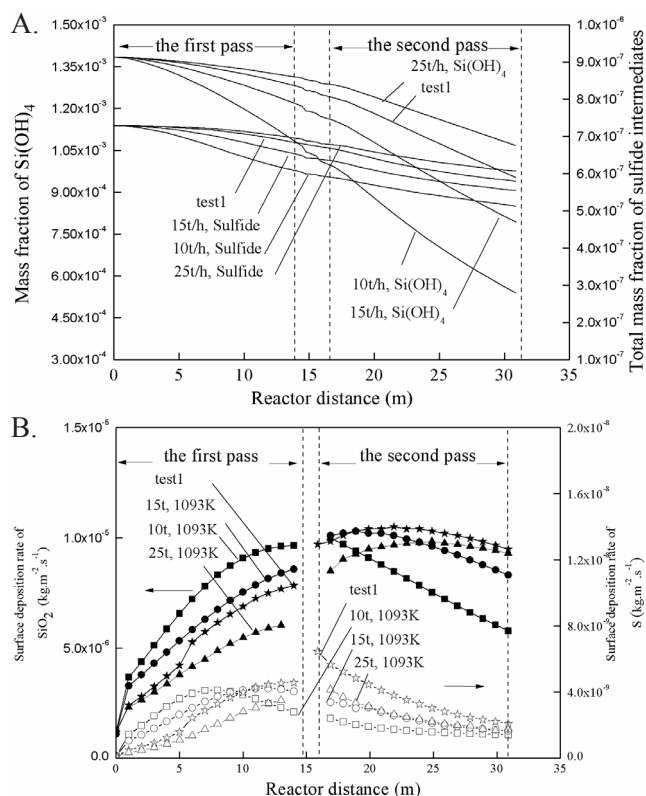 A.
the first pass
the second pass
25t/h, Si(OH)4
test1
test1
15t/h, Sulfide
10t/h, Sulfide
25t/h, Sulfide
10t/h, Si(OH)4
15t/h, Si(OH)4
Mass fraction of Si(OH)4
1.50x10-3
1.35x10-3
1.20x10-3
1.05x10-3
9.00x10-4
7.50x10-4
6.00x10-4
4.50x10-4
3.00x10-4
Total mass fraction of sulfide intermediates
1.0x10-6
9.0x10-7
8.0x10-7
7.0x10-7
6.0x10-7
5.0x10-7
4.0x10-7
3.0x10-7
2.0x10-7
1.0x10-7
0 5 10 15 20 25 30 35
Reactor distance (m)
B.
the first pass
the second pass
test1
15t, 1093K
10t, 1093K
25t, 1093K
test1
10t, 1093K
15t, 1093K
25t, 1093K
Surface deposition rate of
SiO2 (kg.m-2.s-1)
1.5x10-5
1.0x10-5
5.0x10-6
0.0
Surface deposition rate of
S (kg.m-2.s-1)
2.0x10-8
1.6x10-8
1.2x10-8
8.0x10-9
4.0x10-9
0.0
0 5 10 15 20 25 30 35
Reactor distance (m)